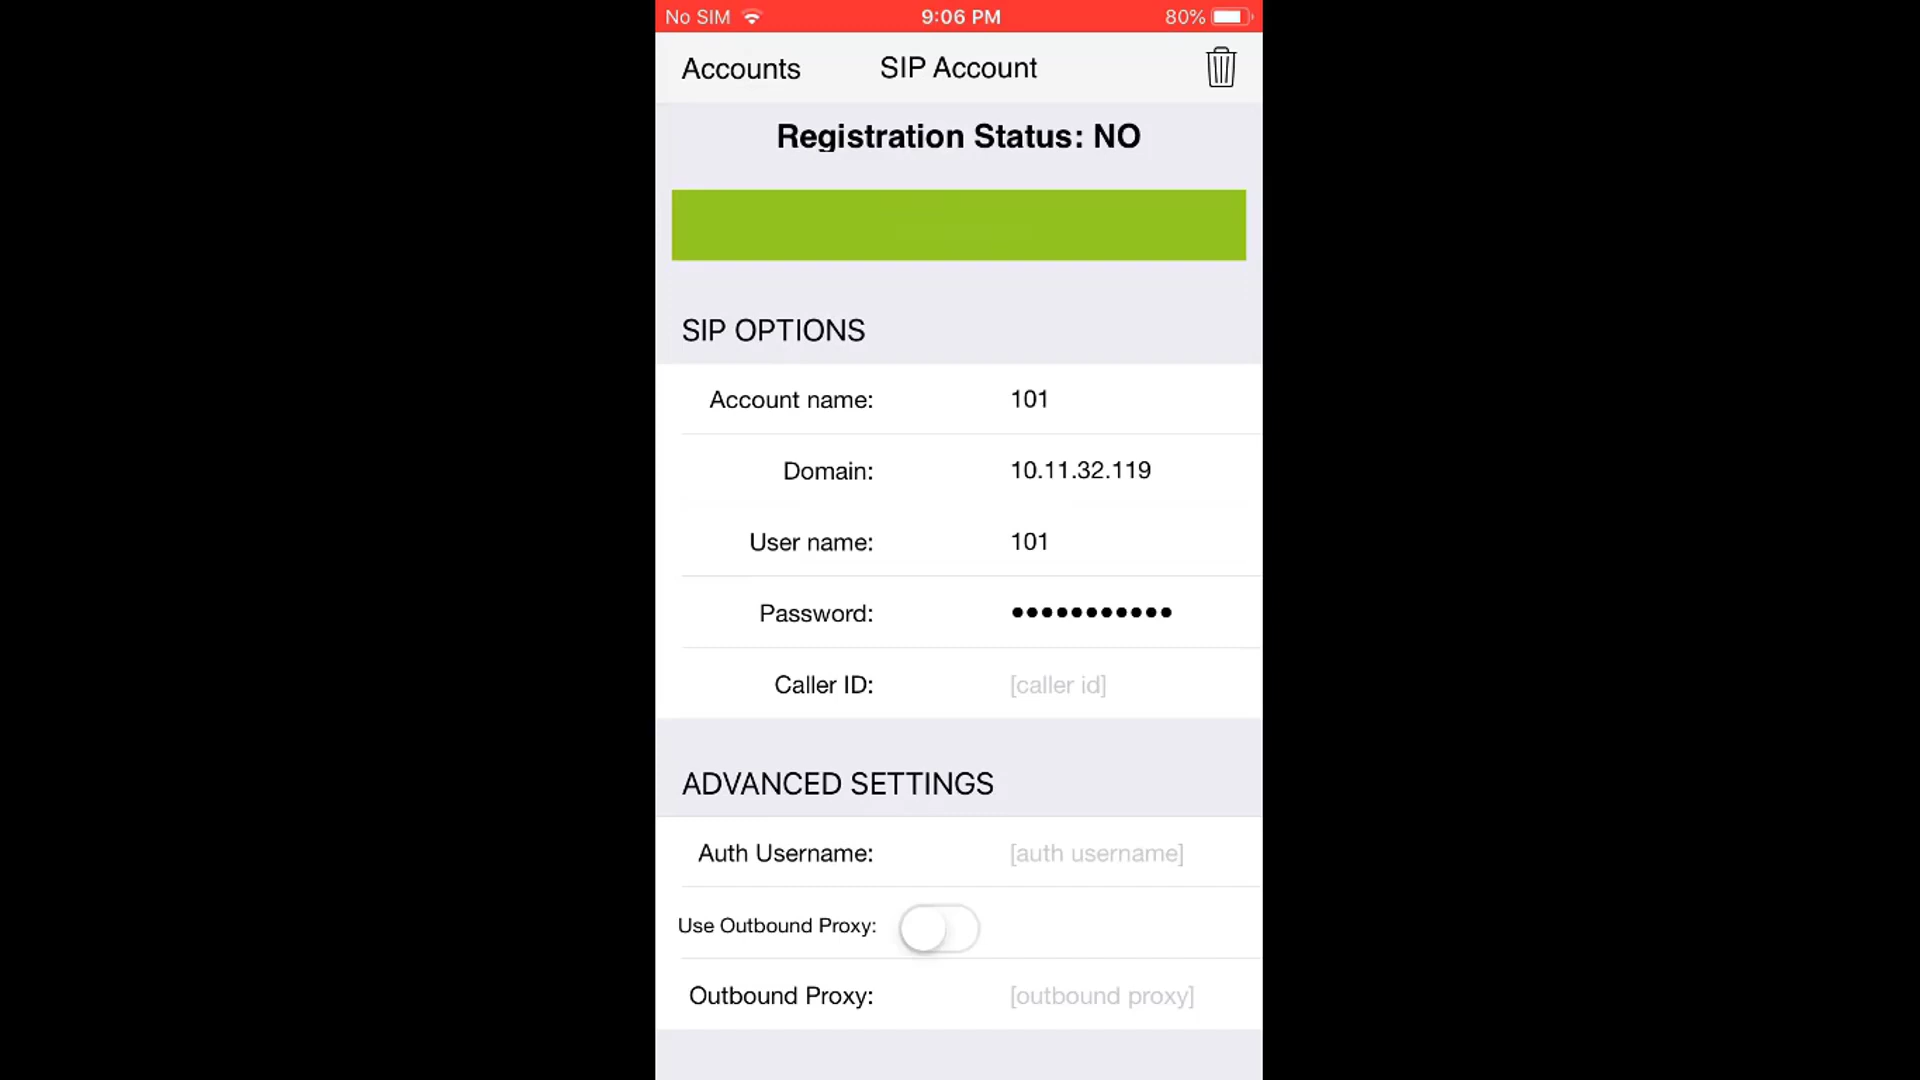 No SIM 9:06 PM 80%
Accounts SIP Account
Registration Status: NO
SIP OPTIONS
Account name: 101
Domain: 10.11.32.119
User name: 101
Password: •••••••••••
Caller ID: [caller id]
ADVANCED SETTINGS
Auth Username: [auth username]
Use Outbound Proxy:
Outbound Proxy: [outbound proxy]